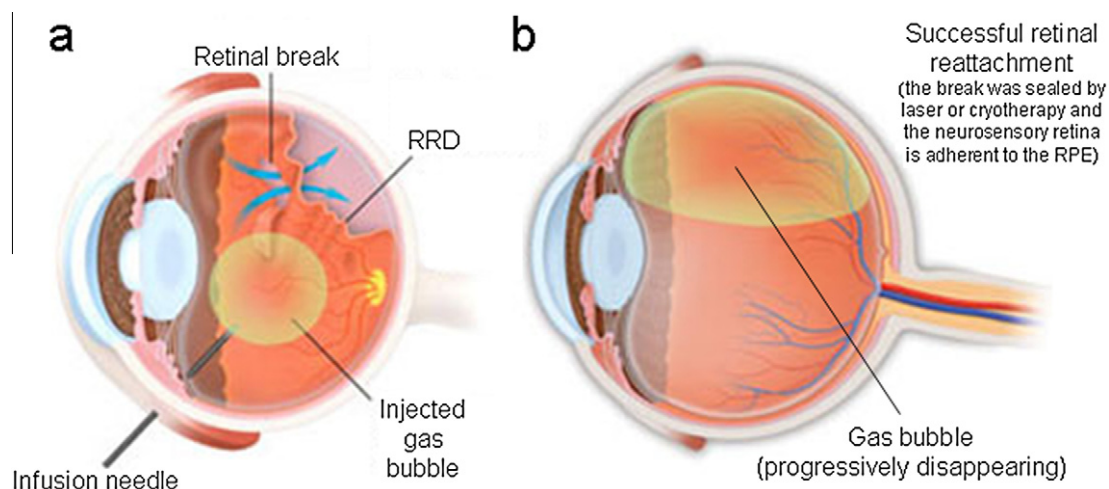 a
Retinal break
RRD
Injected
gas
bubble
Infusion needle
b
Successful retinal
reattachment
(the break was sealed by
laser or cryotherapy and
the neurosensory retina
is adherent to the RPE)
Gas bubble
(progressively disappearing)